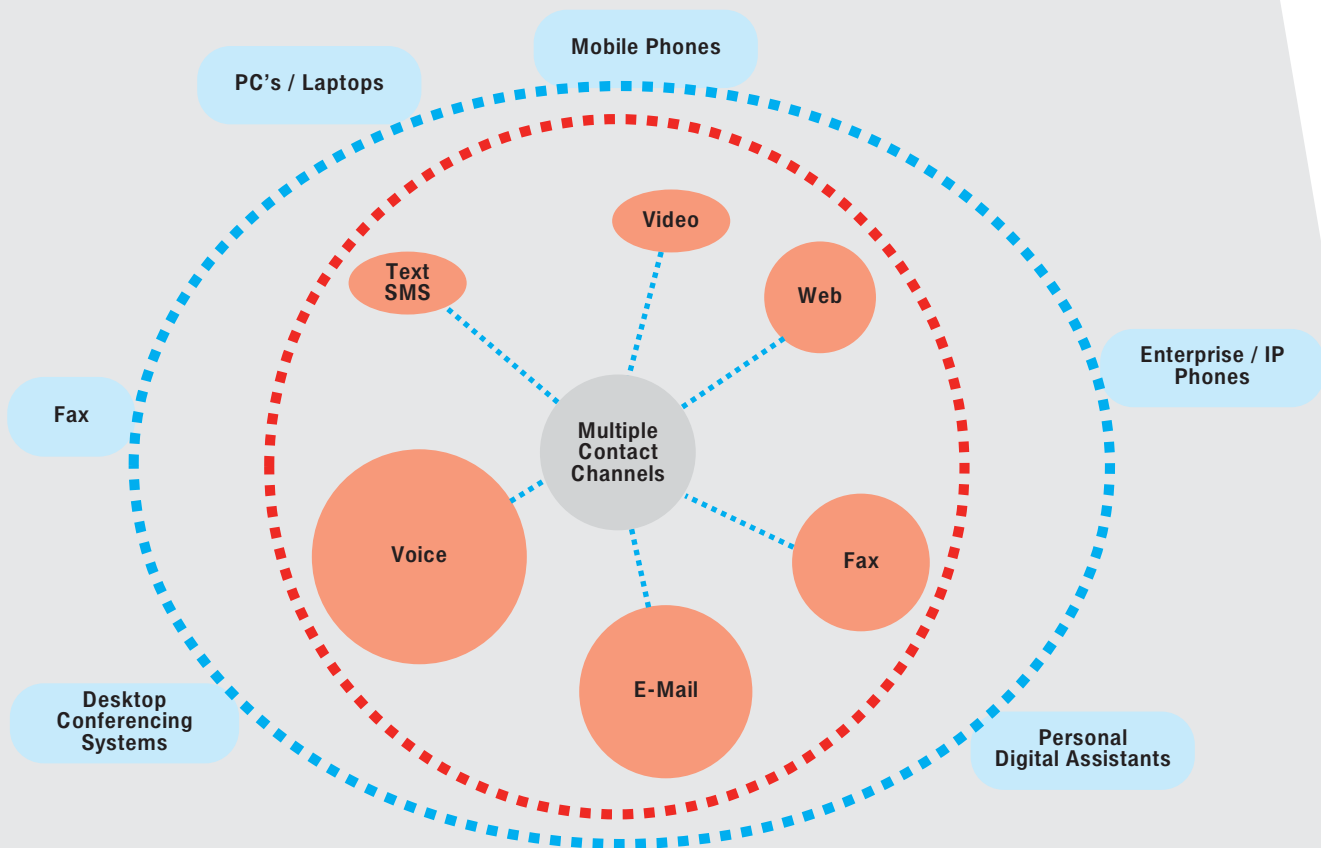 Mobile Phones
PC's / Laptops
Video
Text
SMS
Web
Enterprise / IP
Phones
Fax
Multiple
Contact
Channels
Voice
Fax
E-Mail
Desktop
Conferencing
Systems
Personal
Digital Assistants